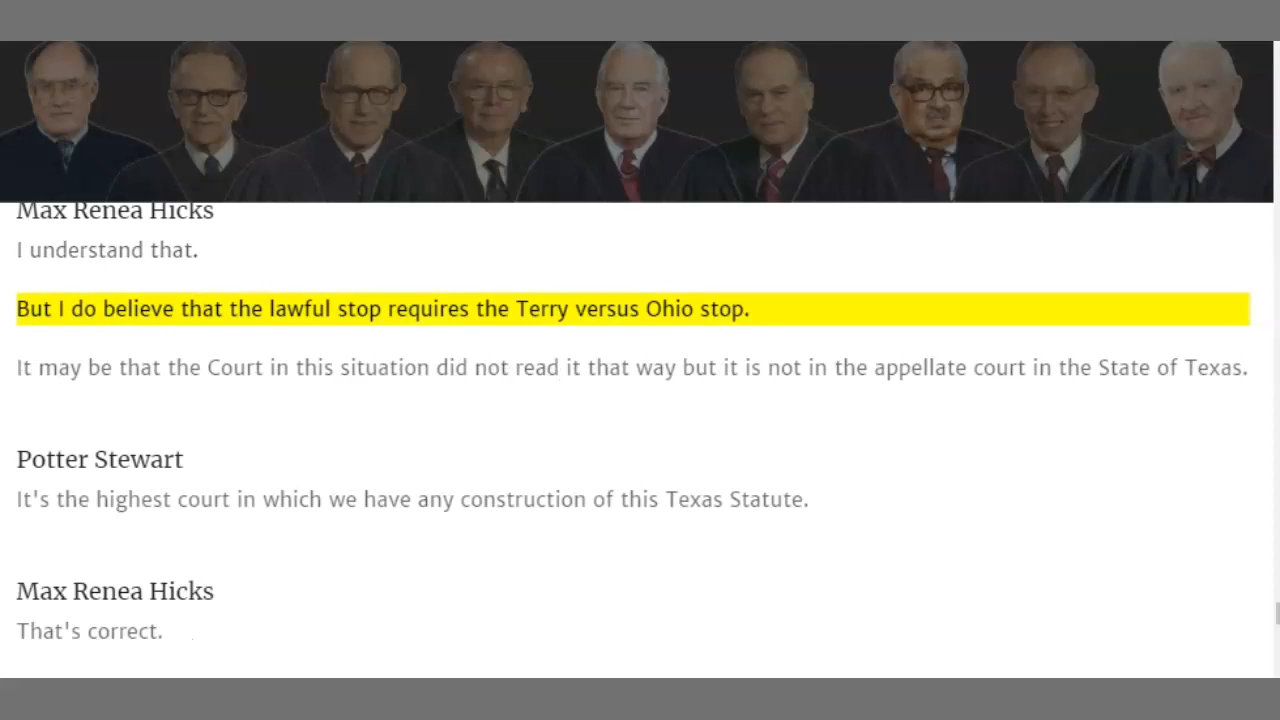 Max Renea Hicks
I understand that.
But I do believe that the lawful stop requires the Terry versus Ohio stop.
It may be that the Court in this situation did not read it that way but it is not in the appellate court in the State of Texas.
Potter Stewart
It's the highest court in which we have any construction of this Texas Statute.
Max Renea Hicks
That's correct.